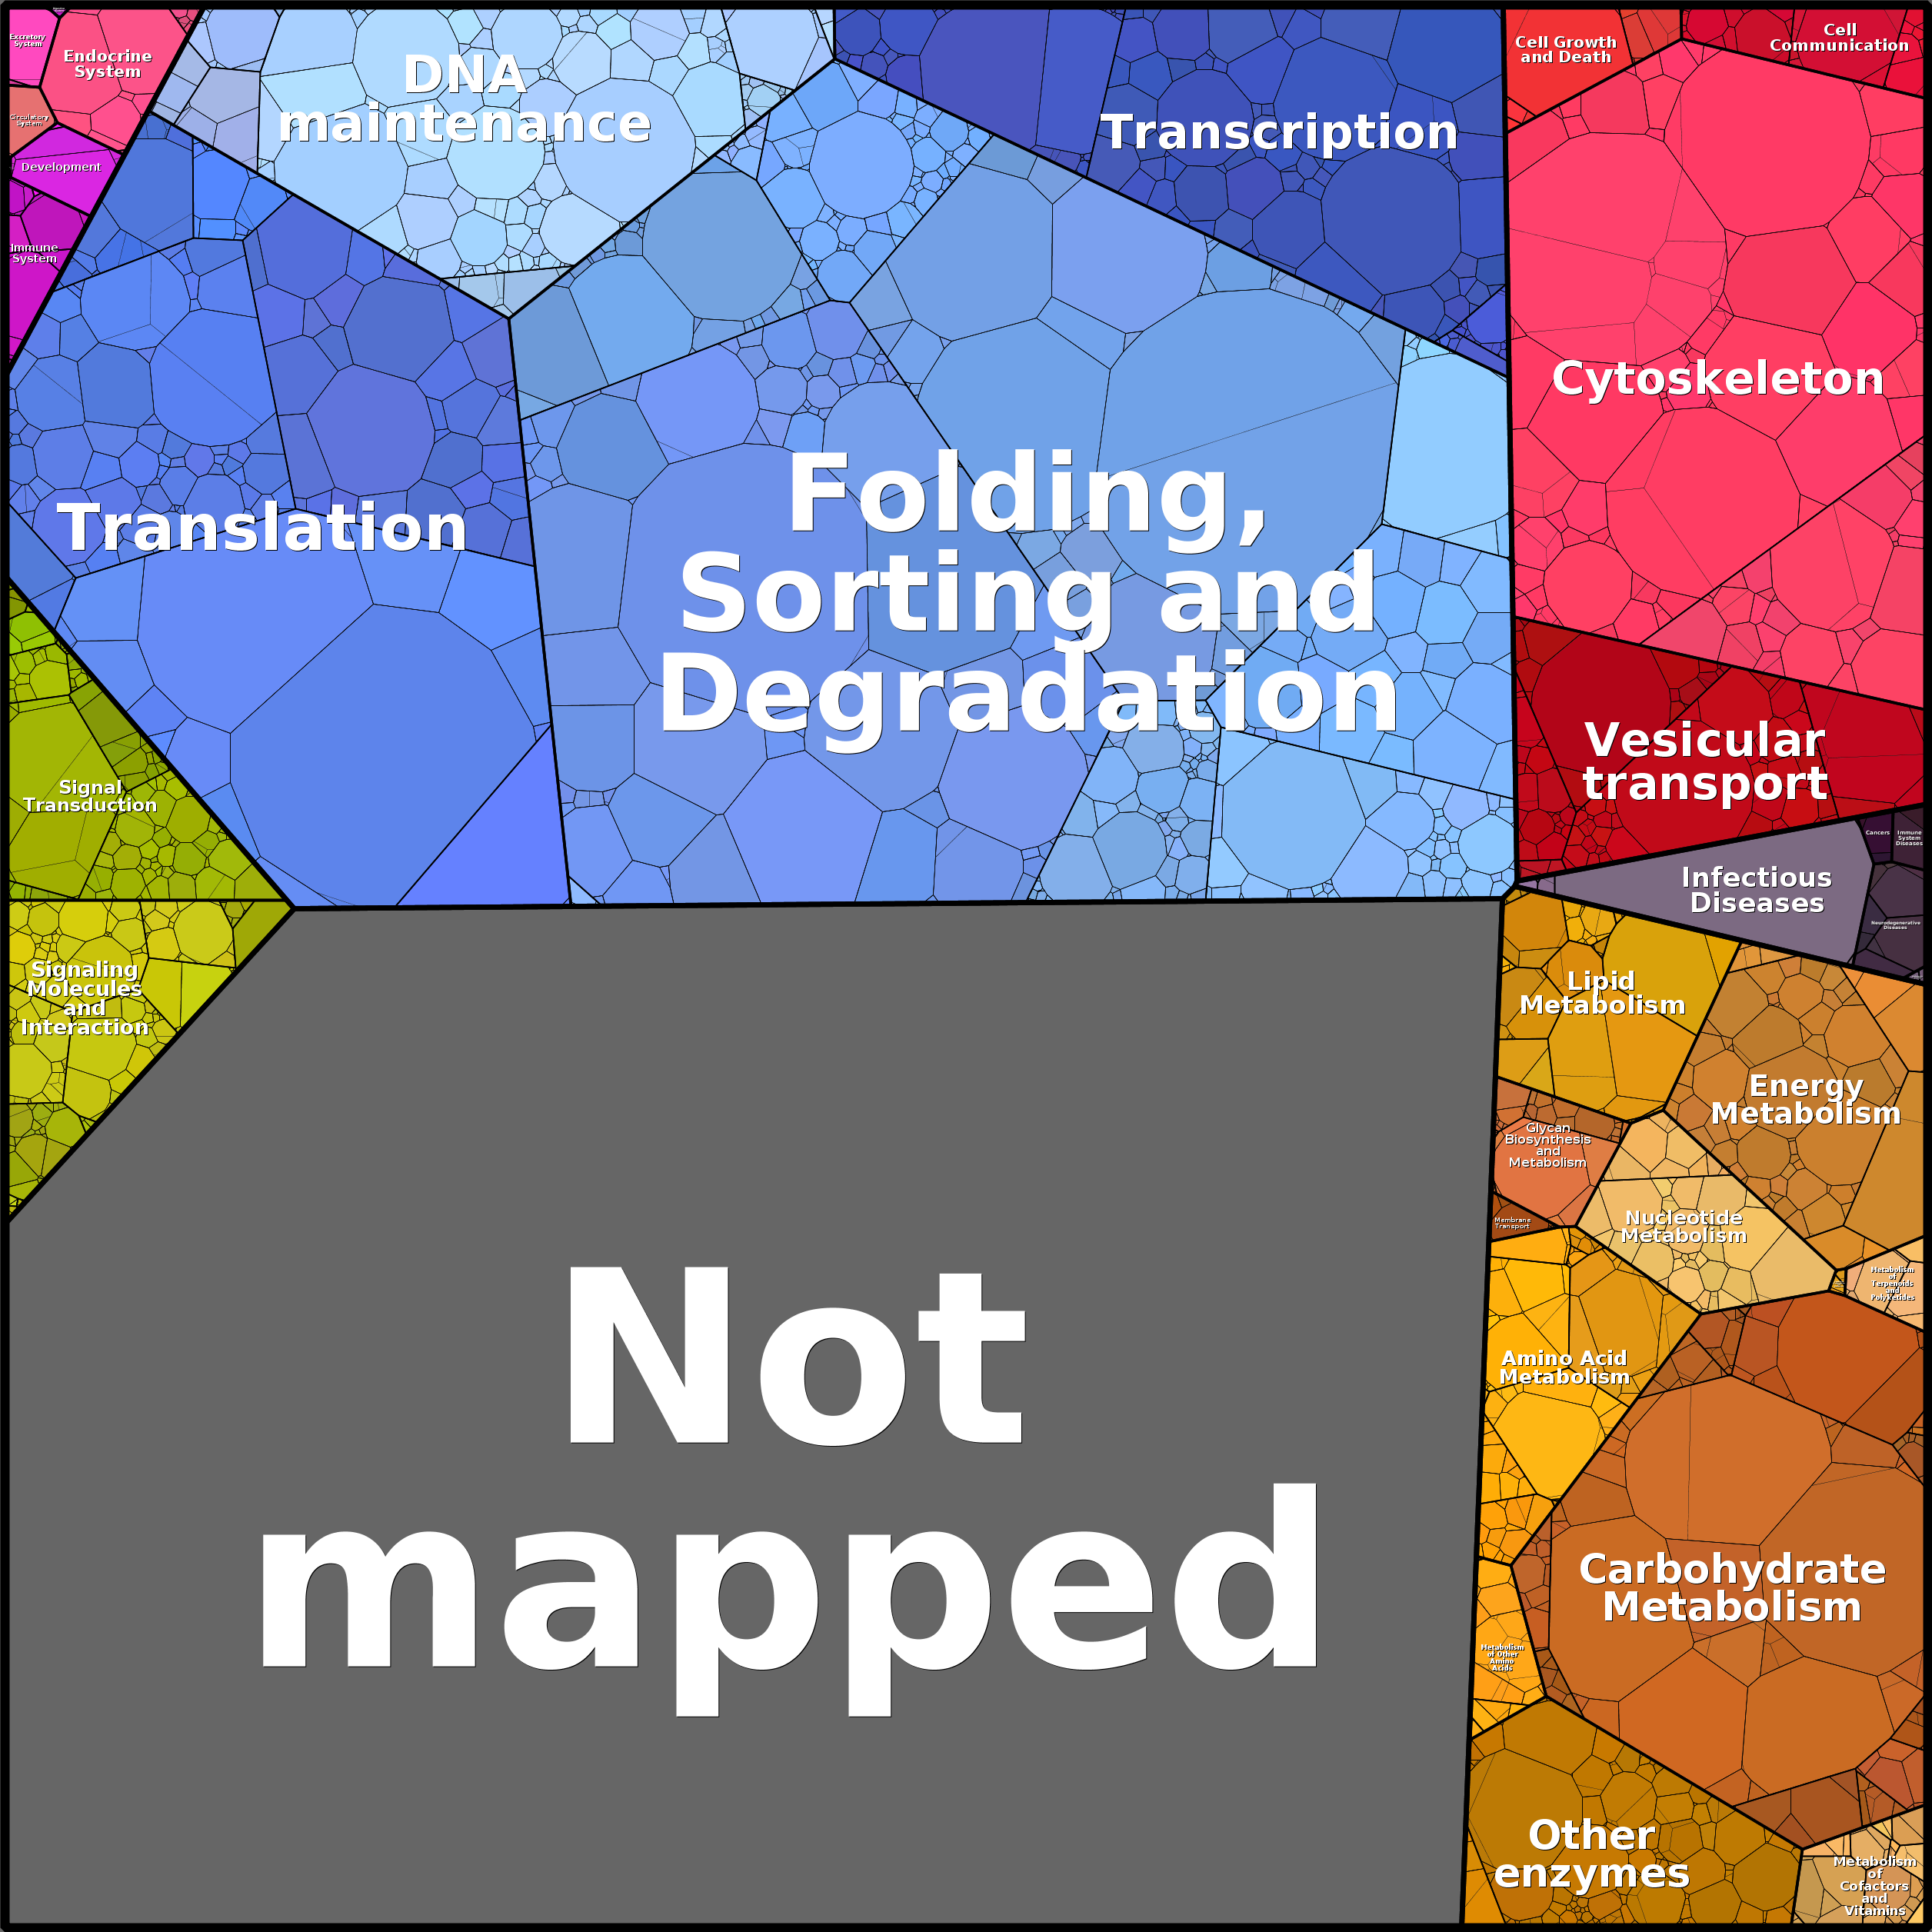 Excretory
System
Endocrine
System
Circulatory
System
Development
Immune
System
DNA
maintenance
Transcription
Cell Growth
and Death
Cell
Communication
Cytoskeleton
Translation
Folding,
Sorting and
Degradation
Vesicular
transport
Signal
Transduction
Cancers
Immune
System
Diseases
Infectious
Diseases
Neurodegenerative
Diseases
Signaling
Molecules
and
Interaction
Lipid
Metabolism
Energy
Metabolism
Glycan
Biosynthesis
and
Metabolism
Membrane
Transport
Nucleotide
Metabolism
Metabolism
of
Terpenoids
and
Polyketides
Amino Acid
Metabolism
Not
mapped
Carbohydrate
Metabolism
Metabolism
of Other
Amino
Acids
Other
enzymes
Metabolism
of
Cofactors
and
Vitamins